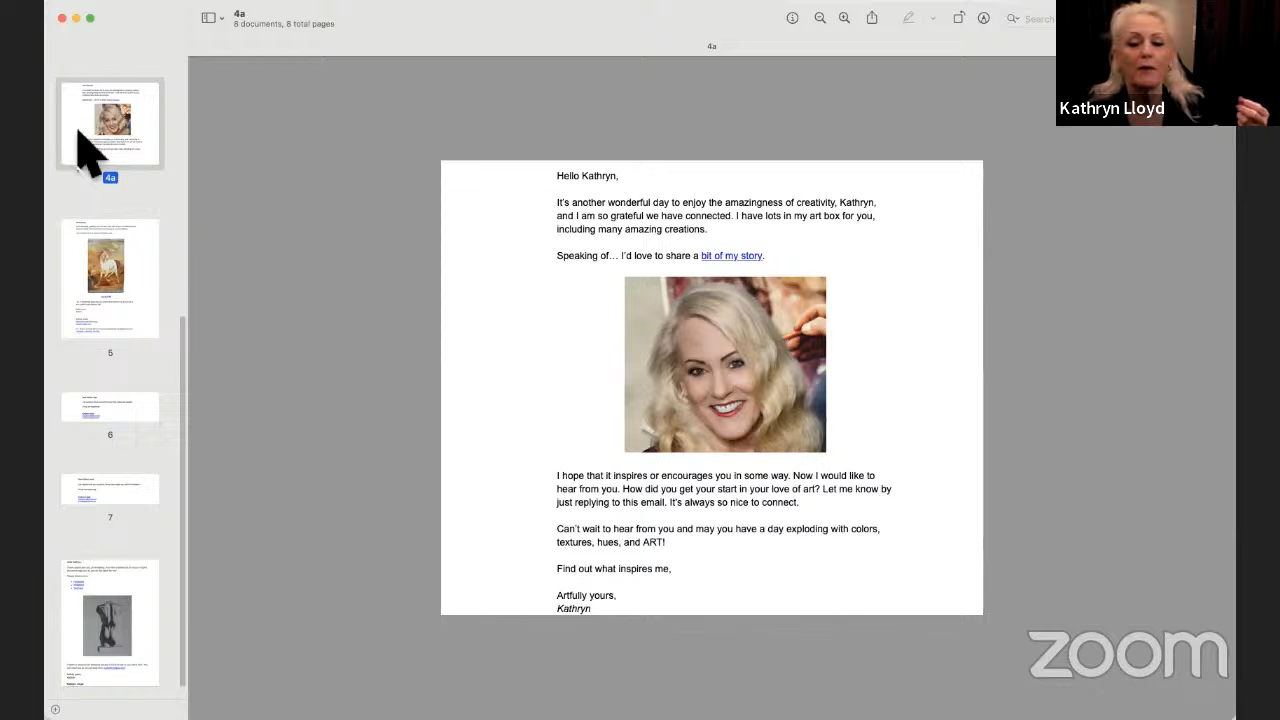 4a
8 documents, 8 total pages
Search
4a
Kathryn Lloyd
4a
5
6
7
Hello Kathryn,
It's another wonderful day to enjoy the amazingness of creativity, Kathryn,
and I am so grateful we have connected. I have lots in my art box for you,
including many amazing creations.
Speaking of... I'd love to share a bit of my story.
I hope that it inspires or encourages you in some way. Now I would like to
hear from you. How did you get your start in your love of art? Let me know by
just replying to this email. It's always so nice to connect.
Can't wait to hear from you and may you have a day exploding with colors,
textures, hues, and ART!
Find out what inspires me,
Artfully yours,
Kathryn
zoom